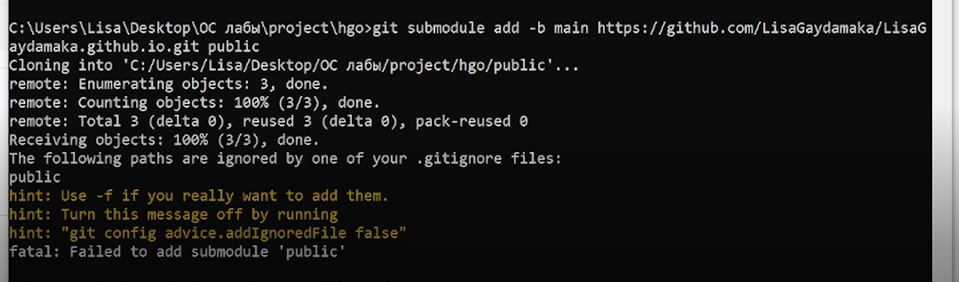 C:\Users\Lisa\Desktop\ОС лабы\project\hgo>git submodule add -b main https://github.com/LisaGaydamaka/LisaG
aydamaka.github.io.git public
Cloning into 'C:/Users/Lisa/Desktop/ОС лабы/project/hgo/public'...
remote: Enumerating objects: 3, done.
remote: Counting objects: 100% (3/3), done.
remote: Total 3 (delta 0), reused 3 (delta 0), pack-reused 0
Receiving objects: 100% (3/3), done.
The following paths are ignored by one of your .gitignore files:
public
hint: Use -f if you really want to add them.
hint: Turn this message off by running
hint: "git config advice.addIgnoredFile false"
fatal: Failed to add submodule 'public'